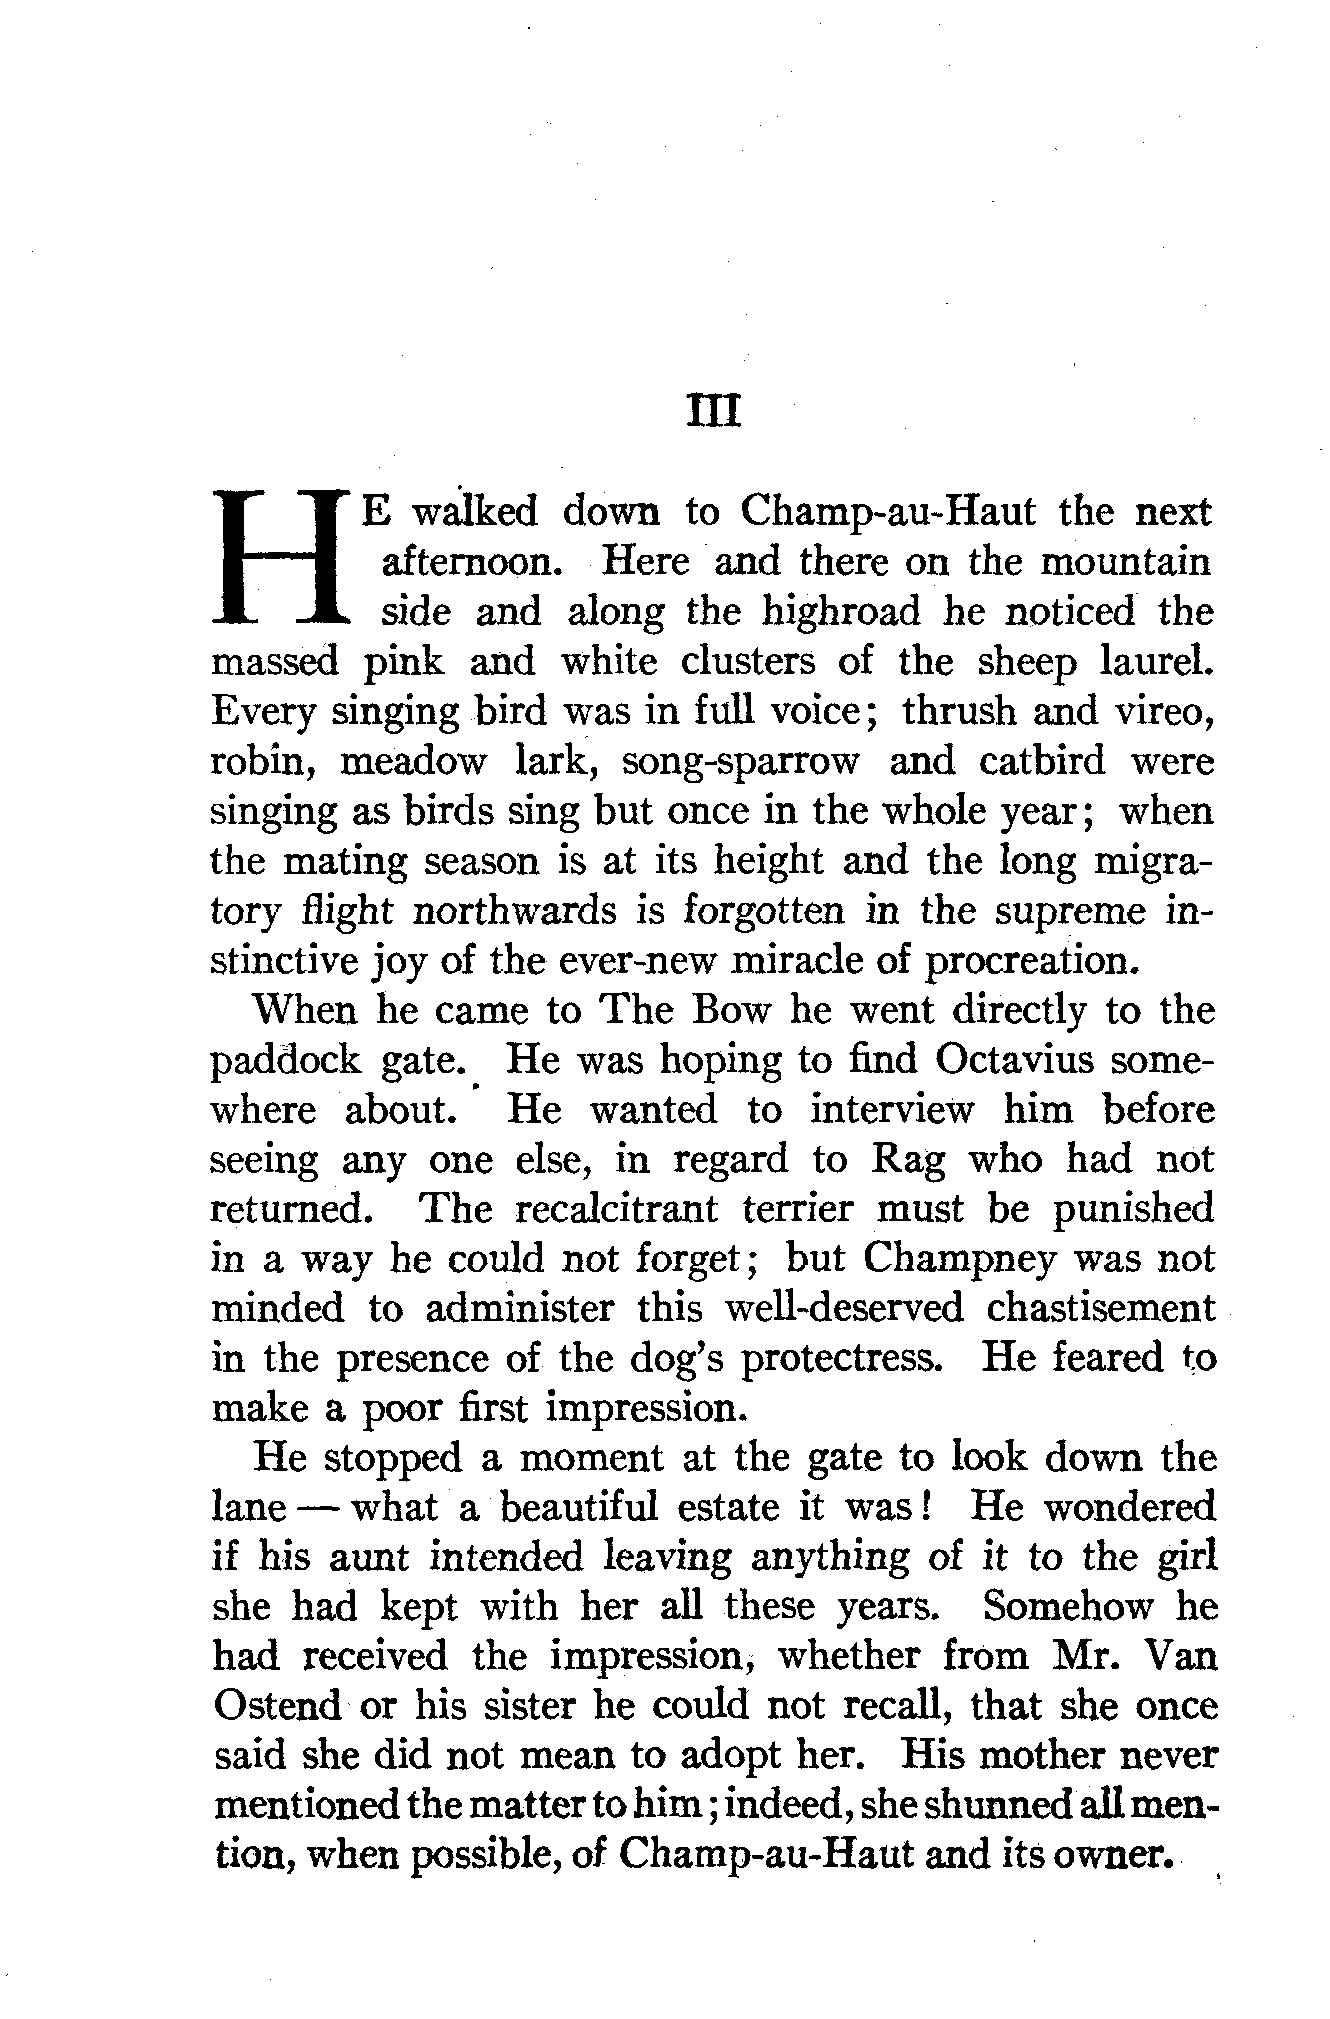 III
HE walked down to Champ-au-Haut the next
afternoon. Here and there on the mountain
side and along the highroad he noticed the
massed pink and white clusters of the sheep laurel.
Every singing bird was in full voice; thrush and vireo,
robin, meadow lark, song-sparrow and catbird were
singing as birds sing but once in the whole year; when
the mating season is at its height and the long migra-
tory flight northwards is forgotten in the supreme in-
stinctive joy of the ever-new miracle of procreation.
When he came to The Bow he went directly to the
paddock gate. He was hoping to find Octavius some-
where about. He wanted to interview him before
seeing any one else, in regard to Rag who had not
returned. The recalcitrant terrier must be punished
in a way he could not forget; but Champney was not
minded to administer this well-deserved chastisement
in the presence of the dog's protectress. He feared to
make a poor first impression.
He stopped a moment at the gate to look down the
lane — what a beautiful estate it was! He wondered
if his aunt intended leaving anything of it to the girl
she had kept with her all these years. Somehow he
had received the impression, whether from Mr. Van
Ostend or his sister he could not recall, that she once
said she did not mean to adopt her. His mother never
mentioned the matter to him; indeed, she shunned all men-
tion, when possible, of Champ-au-Haut and its owner.